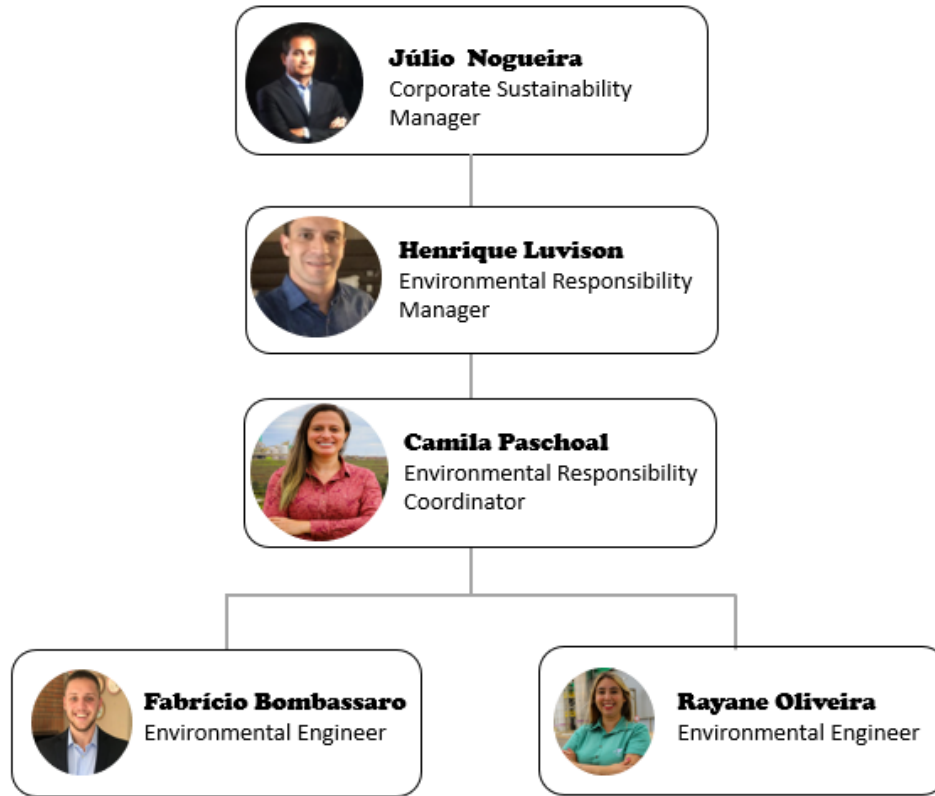 Júlio Nogueira
Corporate Sustainability
Manager
Henrique Luvison
Environmental Responsibility
Manager
Camila Paschoal
Environmental Responsibility
Coordinator
Fabrício Bombassaro
Environmental Engineer
Rayane Oliveira
Environmental Engineer